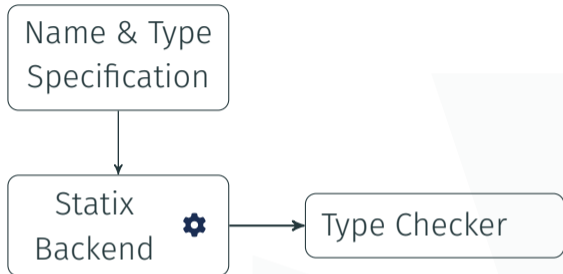 Name & Type
Specification
Statix
Backend
Type Checker